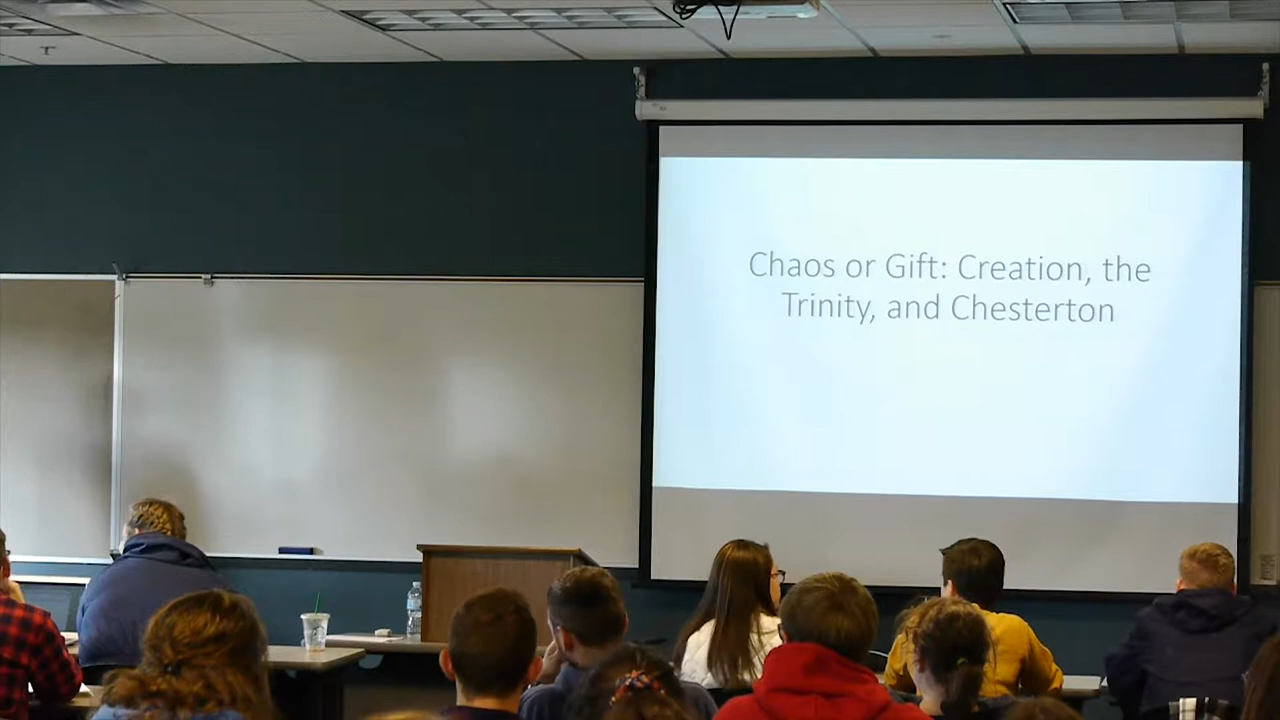 Chaos or Gift: Creation, the
Trinity, and Chesterton